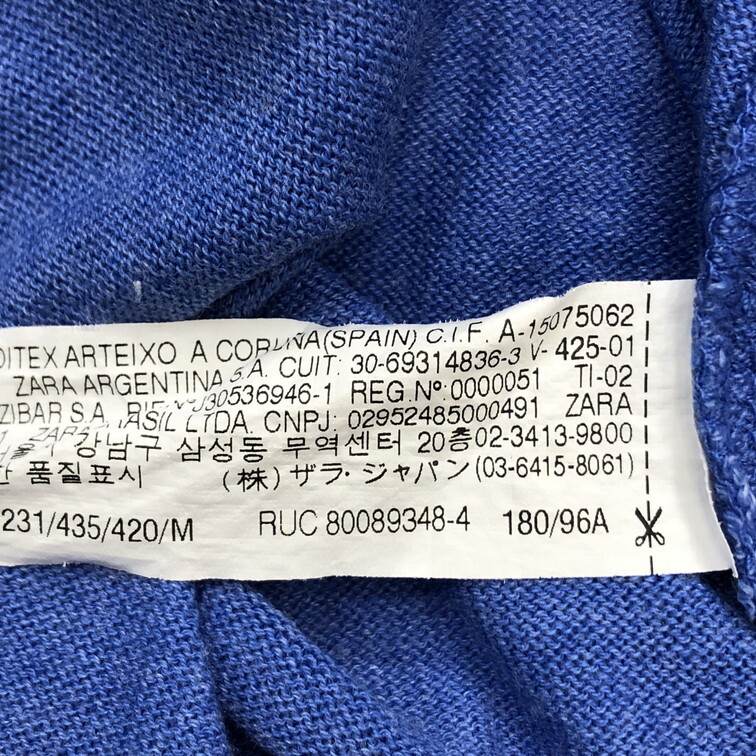 DITEX ARTEIXO A CORUÑA (SPAIN) C.I.F. A-15075062
ZARA ARGENTINA S.A. CUIT: 30-69314836-3 V-425-01
ZIBAR S.A. RIF.Nº J30536946-1 REG.Nº:0000051 TI-02
LTDA. CNPJ: 02952485000491 ZARA
강남구 삼성동 무역센터 20층 02-3413-9800
품질표시 (株) ザラ・ジャパン (03-6415-8061)
231/435/420/M RUC 80089348-4 180/96A